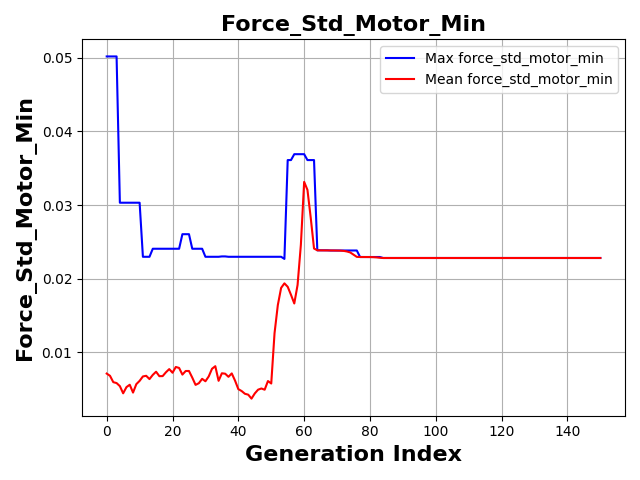 Force_Std_Motor_Min
Max force_std_motor_min
Mean force_std_motor_min
Force_Std_Motor_Min
0.05
0.04
0.03
0.02
0.01
0 20 40 60 80 100 120 140
Generation Index